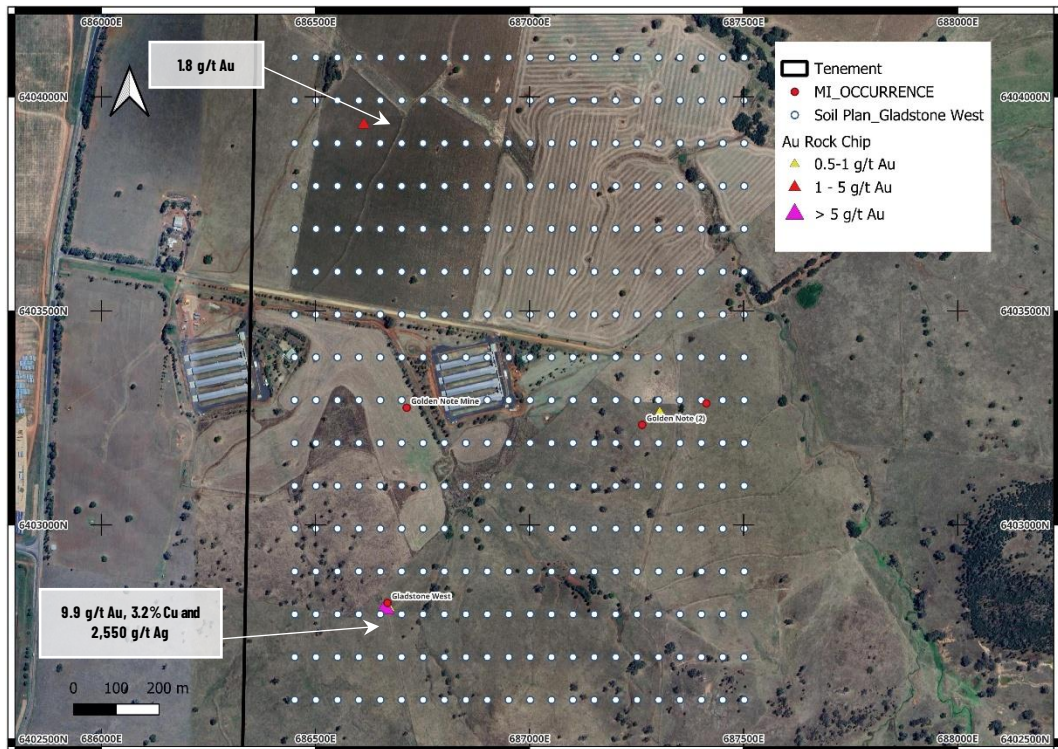 686000E
686500E
687000E
687500E
688000E
1.8 g/t Au
Tenement
MI_OCCURRENCE
Soil Plan_Gladstone West
Au Rock Chip
0.5-1 g/t Au
1 - 5 g/t Au
> 5 g/t Au
6404000N
6404000N
6403500N
6403500N
Golden Note Mine
Golden Note (2)
6403000N
6403000N
Gladstone West
9.9 g/t Au, 3.2% Cu and
2,550 g/t Ag
0 100 200 m
6402500N
686000E
686500E
687000E
687500E
688000E
6402500N